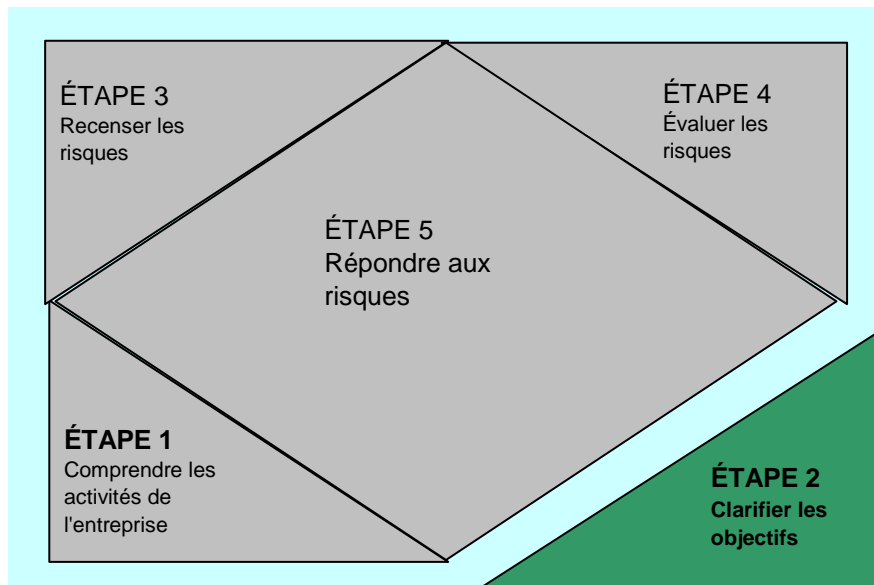 ÉTAPE 3
Recenser les
risques
ÉTAPE 4
Évaluer les
risques
ÉTAPE 5
Répondre aux
risques
ÉTAPE 1
Comprendre les
activités de
l'entreprise
ÉTAPE 2
Clarifier les
objectifs